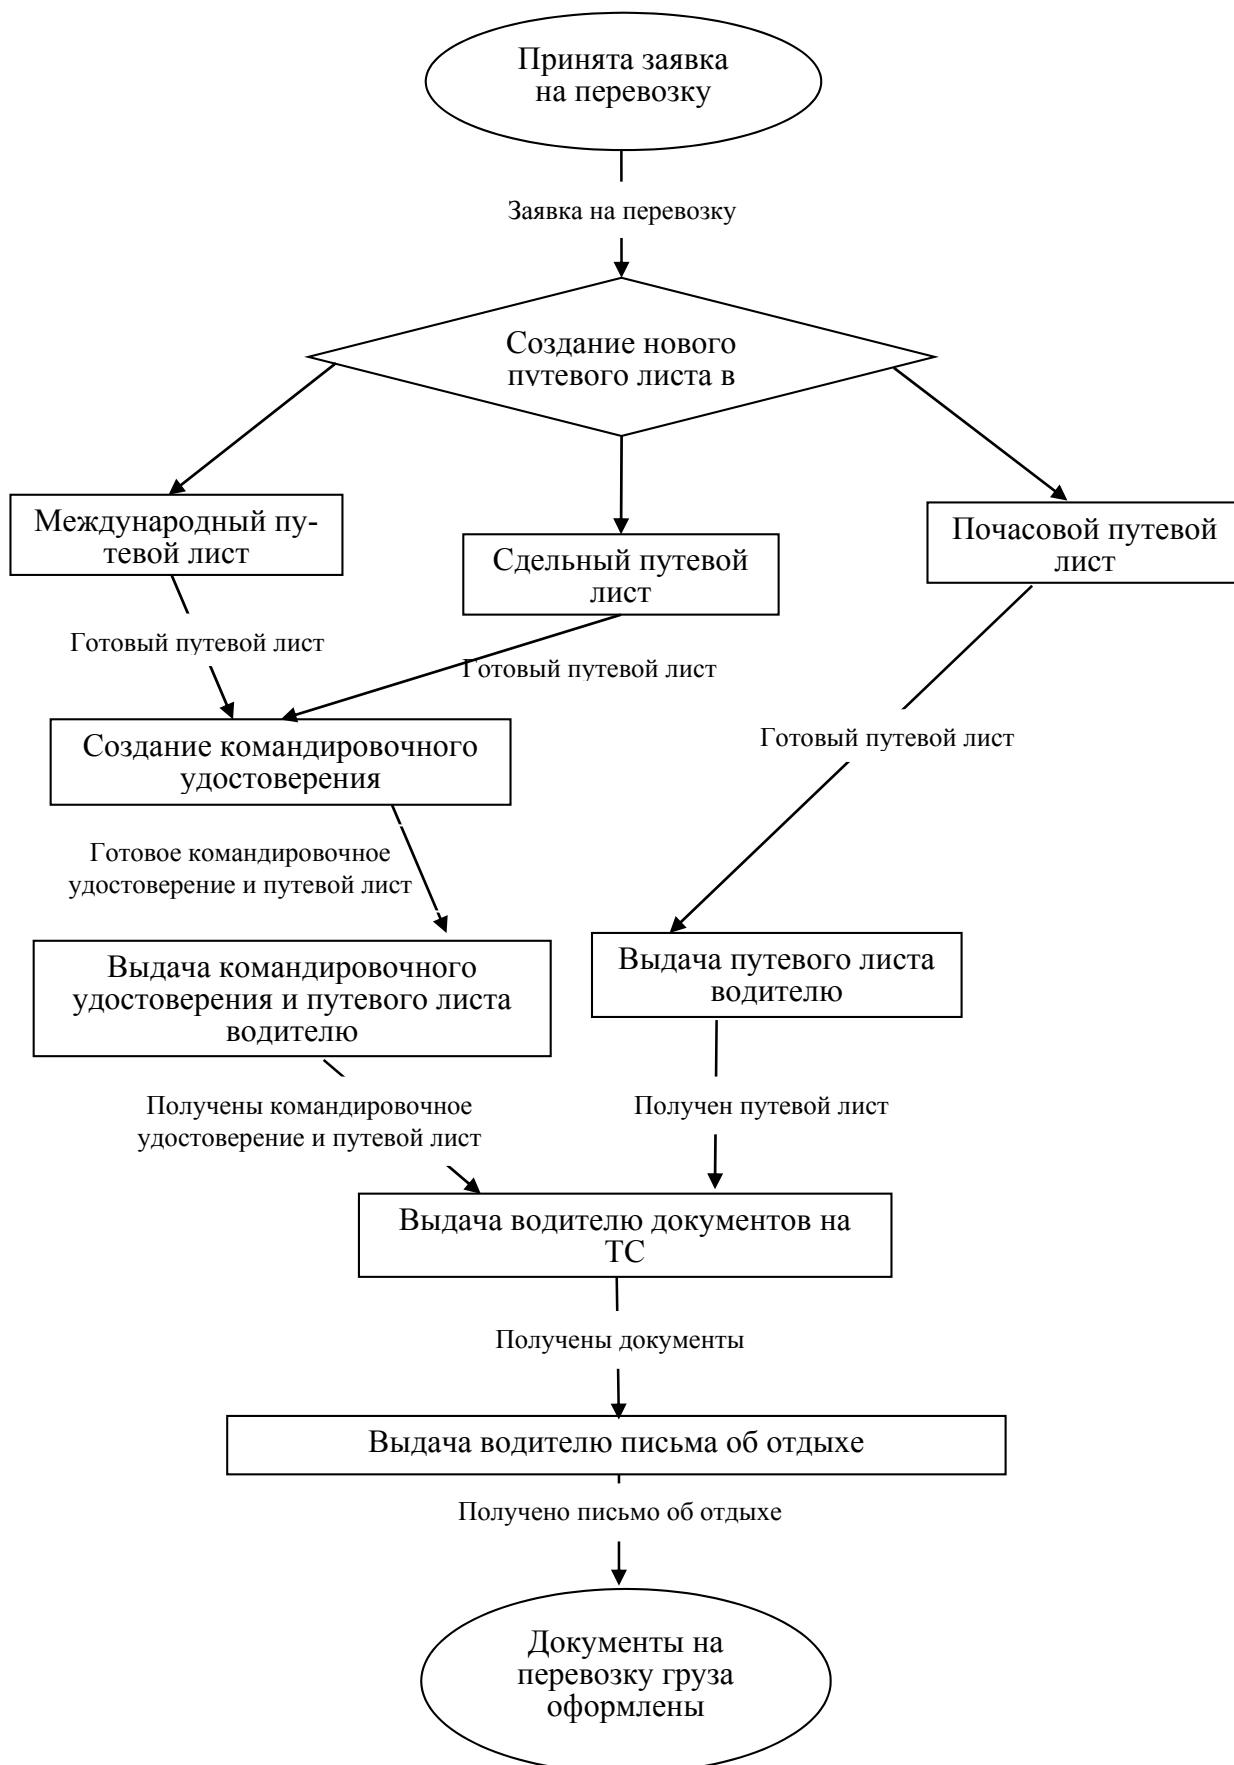 Принята заявка
на перевозку
Заявка на перевозку
Создание нового
путевого листа в
Международный пу-
тевой лист
Сдельный путевой
лист
Почасовой путевой
лист
Готовый путевой лист
Готовый путевой лист
Готовый путевой лист
Создание командировочного
удостоверения
Готовое командировочное
удостоверение и путевой лист
Выдача командировочного
удостоверения и путевого листа
водителю
Выдача путевого листа
водителю
Получены командировочное
удостоверение и путевой лист
Получен путевой лист
Выдача водителю документов на
ТС
Получены документы
Выдача водителю письма об отдыхе
Получено письмо об отдыхе
Документы на
перевозку груза
оформлены